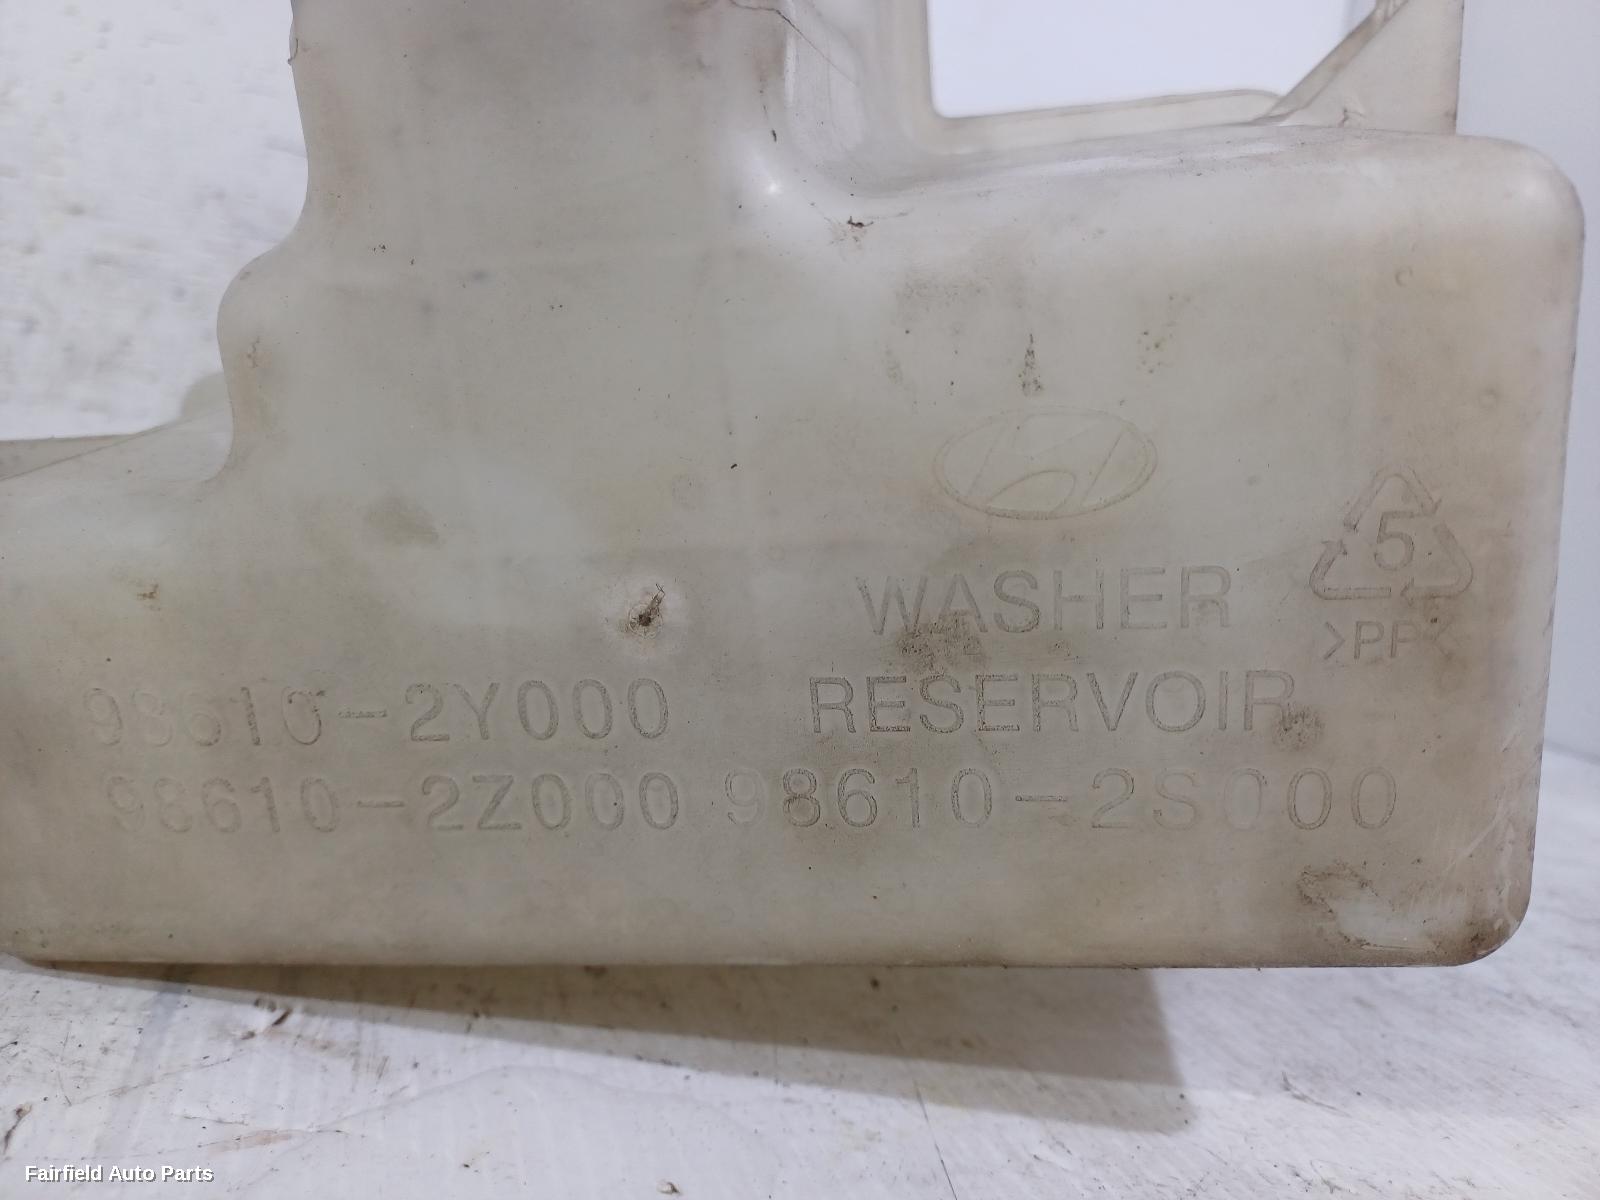 WASHER
RESERVOIR
5
>PP<
98610-2Y000
98610-2Z000 98610-2S000
Fairfield Auto Parts